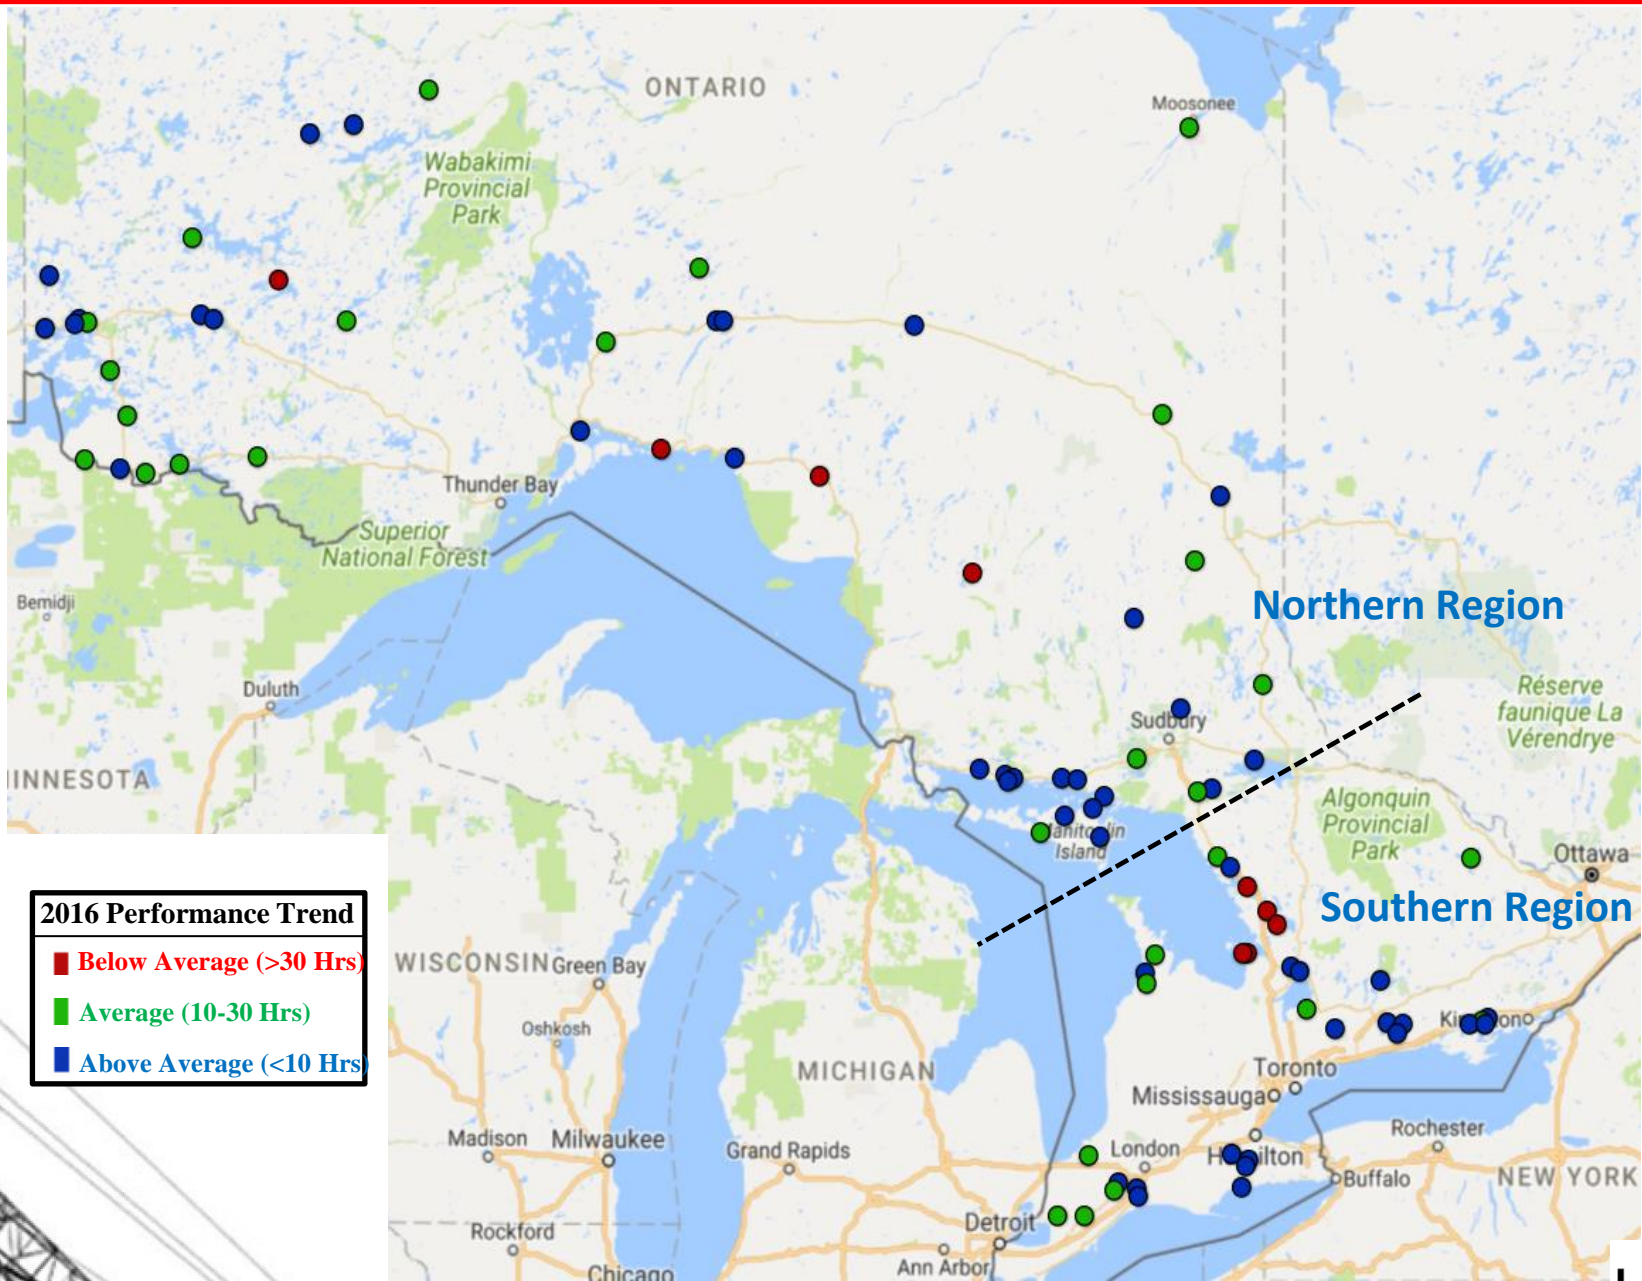 ONTARIO
Moosonee
Wabakimi
Provincial
Park
Thunder Bay
Superior
National Forest
Bemidji
Northern Region
Duluth
Réserve
faunique La
Vérendrye
Sudbury
INNESOTA
Algonquin
Provincial
Park
Island
Ottawa
Southern Region
2016 Performance Trend
Below Average (>30 Hrs)
Average (10-30 Hrs)
Above Average (<10 Hrs)
WISCONSIN
Green Bay
Oshkosh
MICHIGAN
Toronto
Mississauga
Madison
Milwaukee
Grand Rapids
London
Rochester
Buffalo
NEW YORK
Rockford
Detroit
Ann Arbor
Chicago